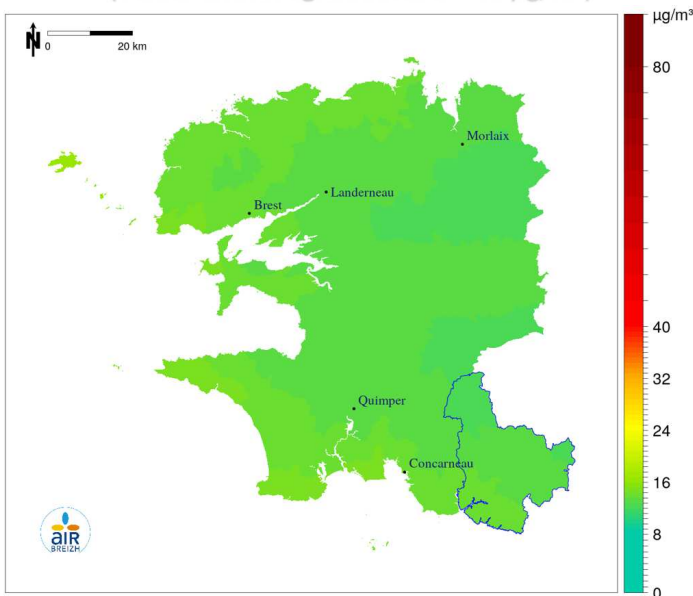 µg/m³
N
0 20 km
80
Morlaix
Landerneau
Brest
40
32
Quimper
24
Concarneau
16
aiR
BREIZH
8
0